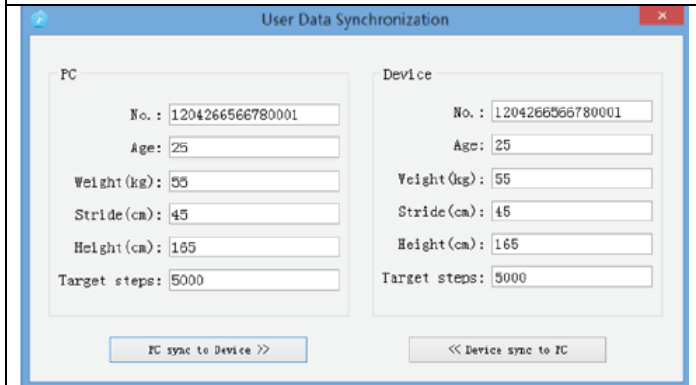 User Data Synchronization
PC
No.: 1204266566780001
Age: 25
Weight(kg): 55
Stride(cm): 45
Height(cm): 165
Target steps: 5000
PC sync to Device >>
Device
No.: 1204266566780001
Age: 25
Weight(kg): 55
Stride(cm): 45
Height(cm): 165
Target steps: 5000
<< Device sync to PC